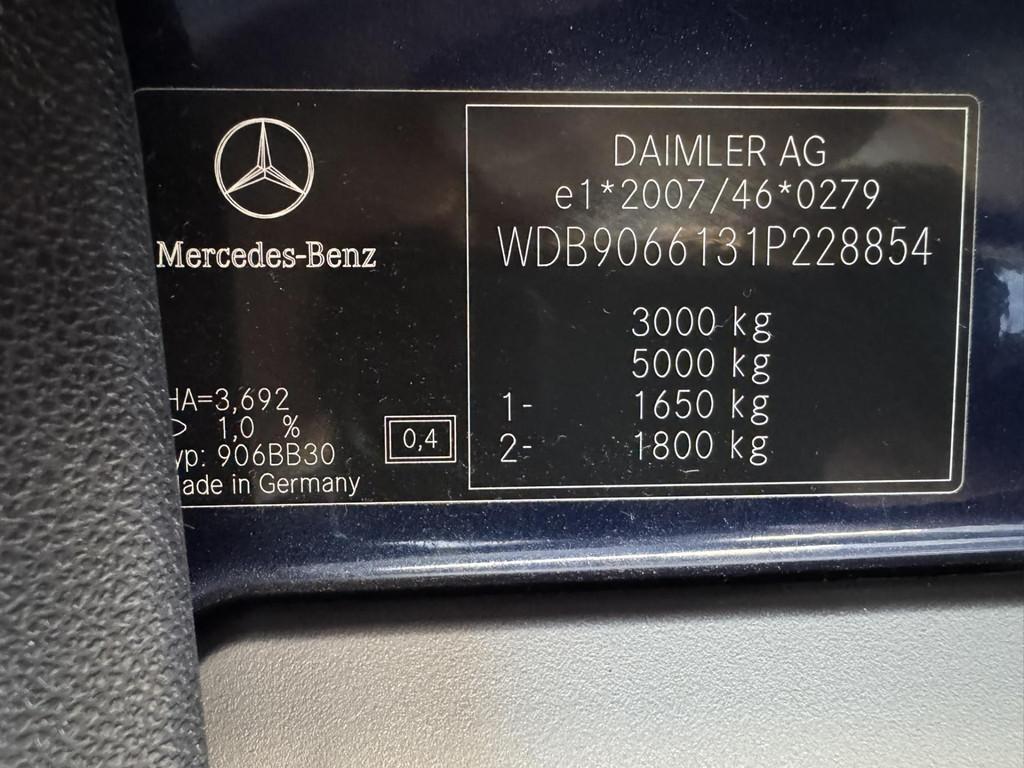 Mercedes-Benz
HA=3,692
1,0 %
yp: 906BB30
ade in Germany
0,4
DAIMLER AG
e1*2007/46*0279
WDB9066131P228854
3000 kg
5000 kg
1- 1650 kg
2- 1800 kg